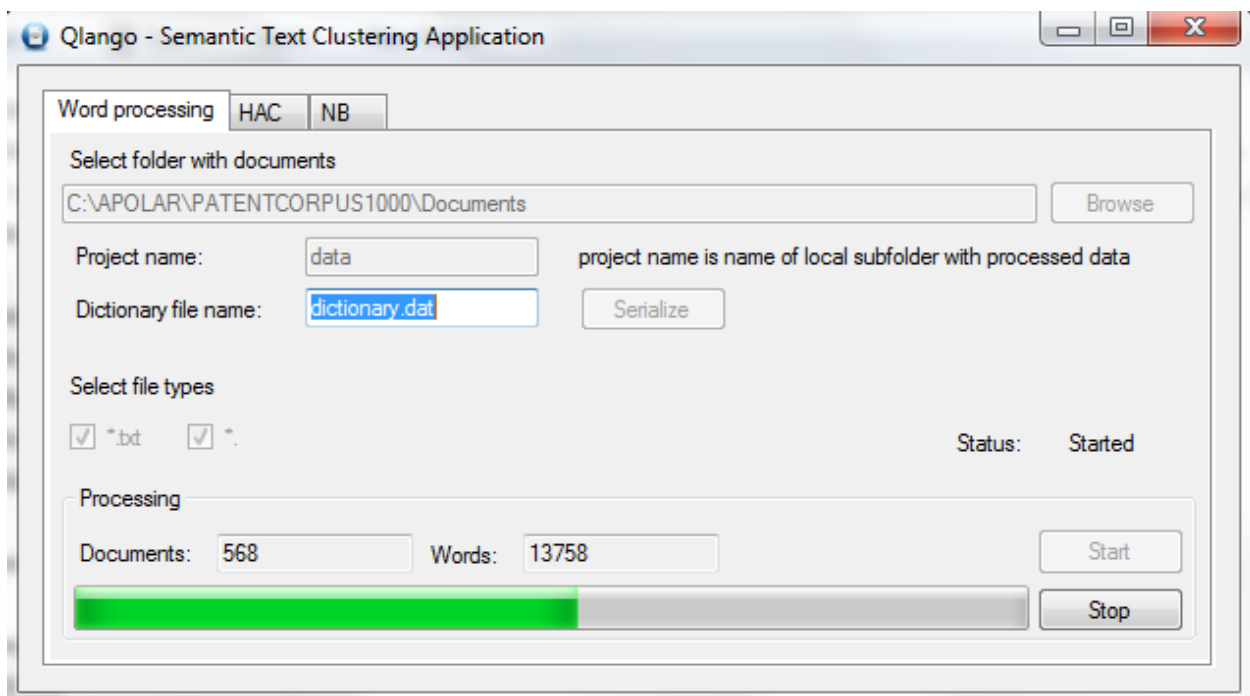 Qlango - Semantic Text Clustering Application
Word processing HAC NB
Select folder with documents
C:\APOLAR\PATENTCORPUS1000\Documents Browse
Project name: data project name is name of local subfolder with processed data
Dictionary file name: dictionary.dat Serialize
Select file types
*.txt *.
Status: Started
Processing
Documents: 568 Words: 13758 Start
Stop